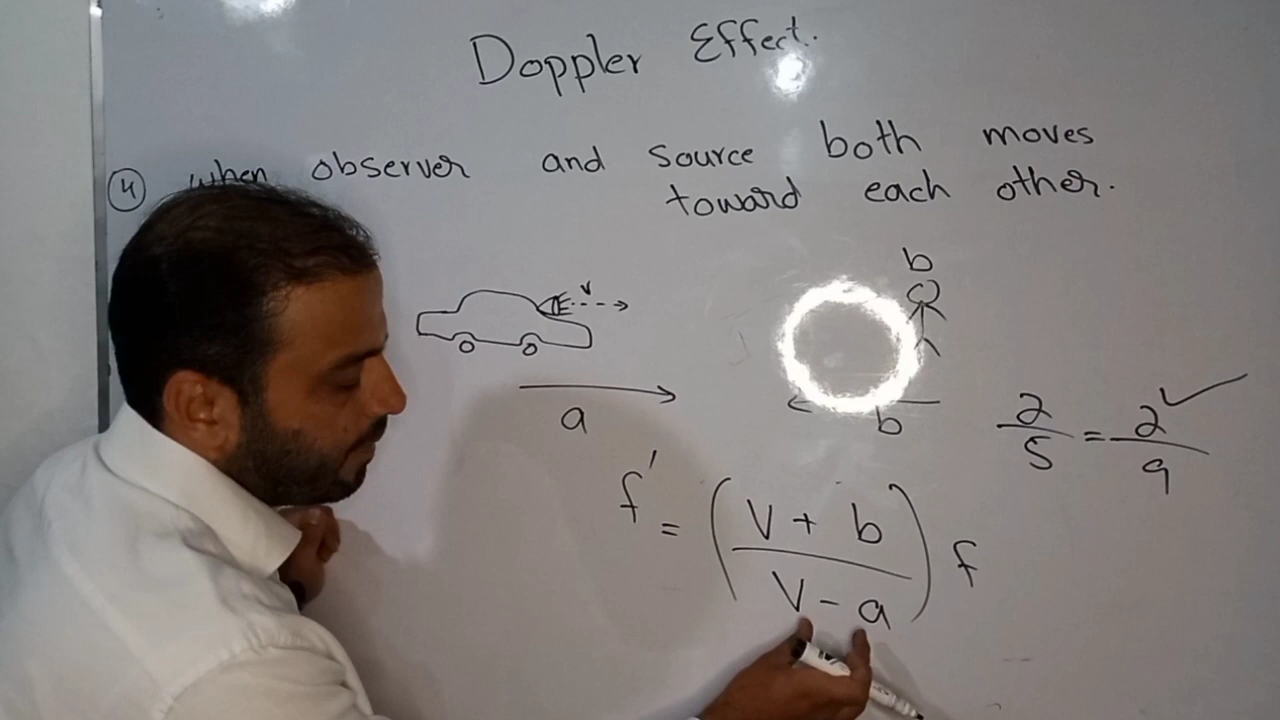 Doppler Effect.
④ when observer and source both moves
toward each other.
b
v
a
b
2/5 = 2/9 ✓
f' = (V + b / V - a) f